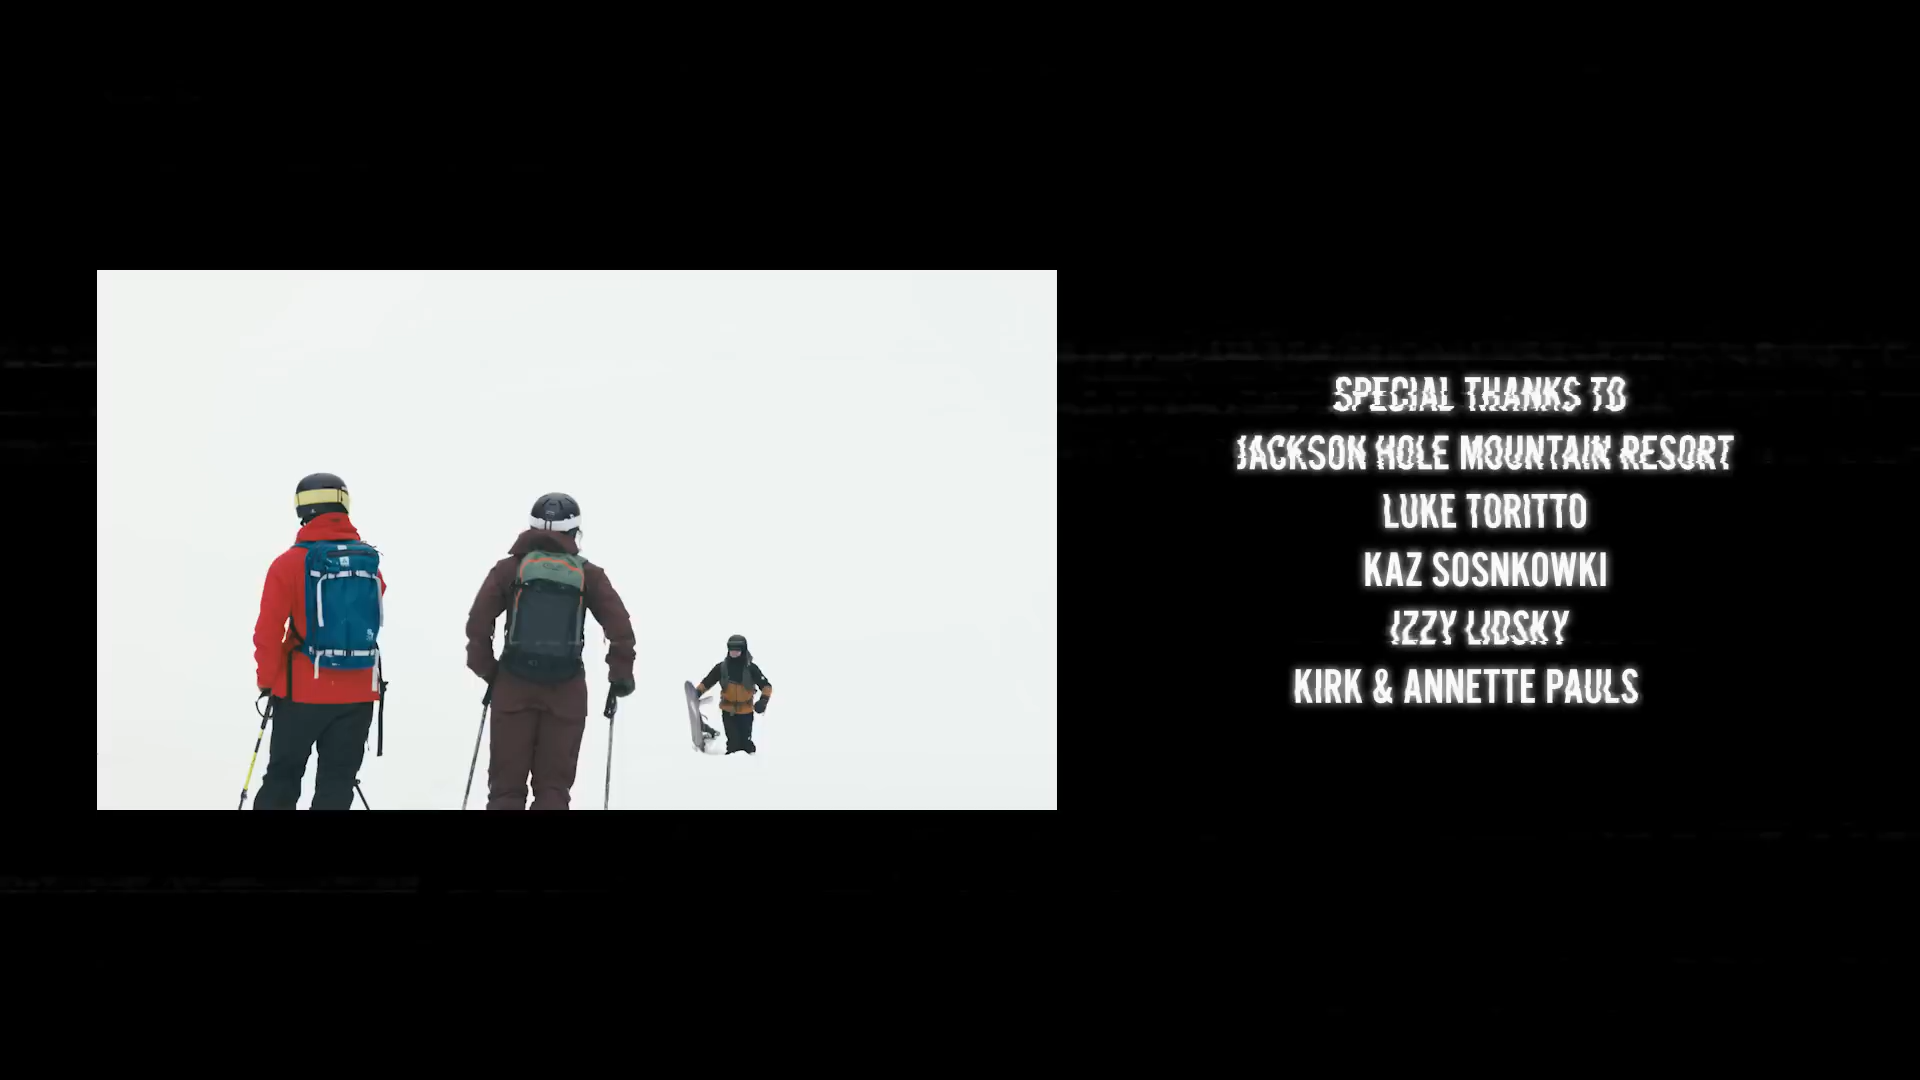 SPECIAL THANKS TO
JACKSON HOLE MOUNTAIN RESORT
LUKE TORITTO
KAZ SOSNKOWKI
IZZY LIDSKY
KIRK & ANNETTE PAULS